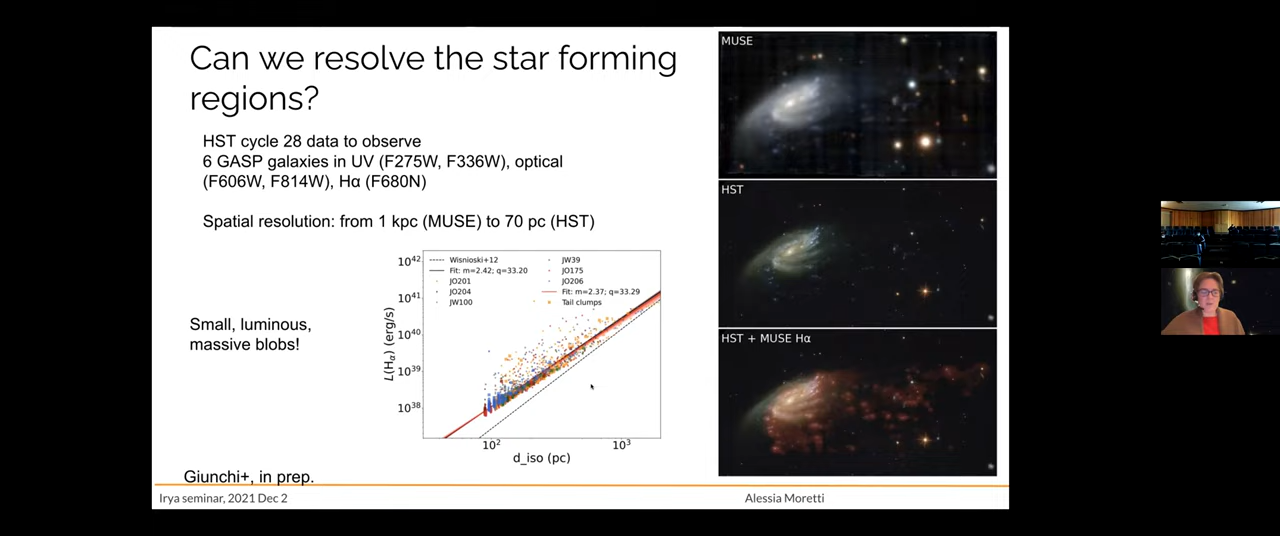 Can we resolve the star forming
regions?
HST cycle 28 data to observe
6 GASP galaxies in UV (F275W, F336W), optical
(F606W, F814W), Hα (F680N)
Spatial resolution: from 1 kpc (MUSE) to 70 pc (HST)
Small, luminous,
massive blobs!
L(Hα) (erg/s)
10^42
10^41
10^40
10^39
10^38
Wisnioski+12
Fit: m=2.42; q=33.20
JO201
JO204
JW100
JW39
JO175
JO206
Fit: m=2.37; q=33.29
Tail clumps
10^2
10^3
d_iso (pc)
MUSE
HST
HST + MUSE Hα
Giunchi+, in prep.
Irya seminar, 2021 Dec 2
Alessia Moretti